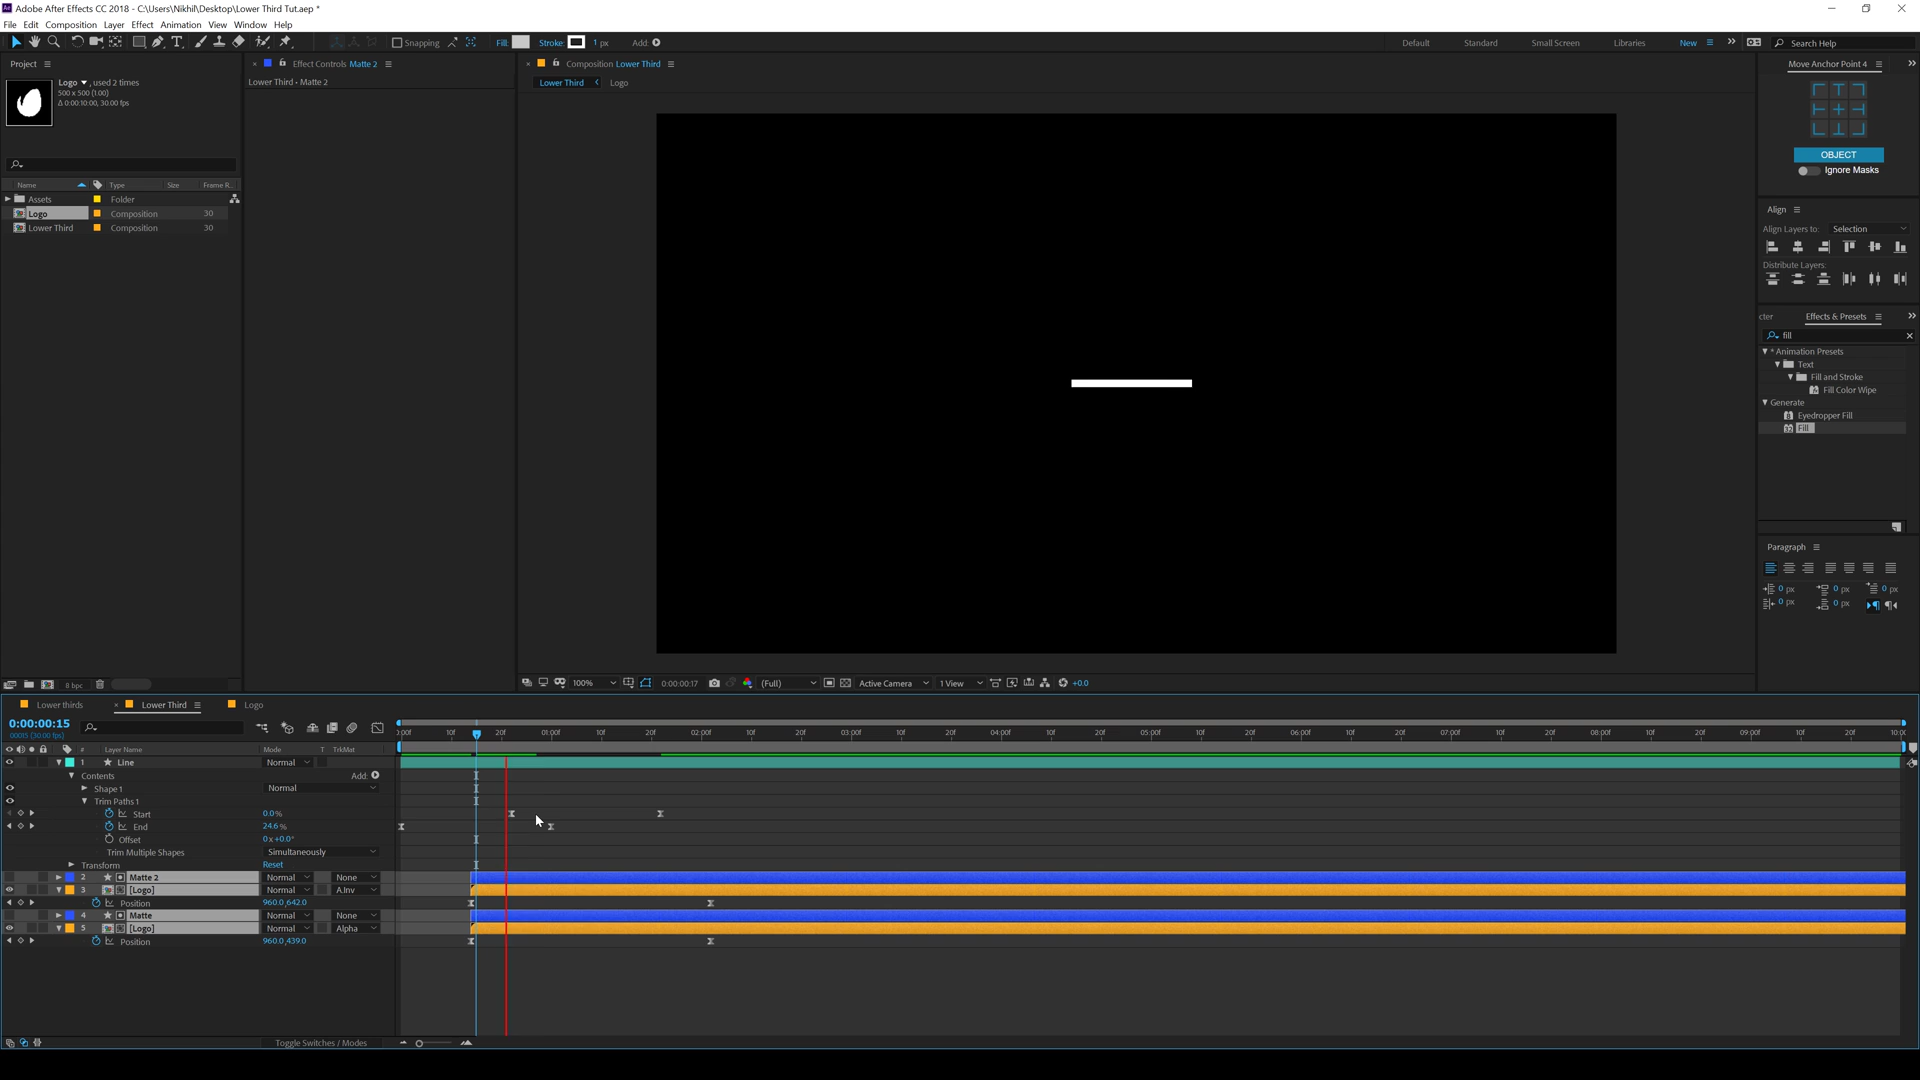 Adobe After Effects CC 2018 - C:\Users\Nikhil\Desktop\Lower Third Tut.aep *
File Edit Composition Layer Effect Animation View Window Help
Snapping Fill: Stroke: 1 px Add: Default Standard Small Screen Libraries New Search Help
Project Effect Controls Matte 2 Composition Lower Third Move Anchor Point 4
Logo , used 2 times
500 x 500 (1.00)
Δ 0:00:10:00, 30.00 fps
Lower Third • Matte 2
Lower Third Logo
OBJECT
Ignore Masks
Name Type Size Frame R..
Assets Folder
Logo Composition 30
Lower Third Composition 30
Align
Align Layers to: Selection
Distribute Layers:
cter Effects & Presets
fill
* Animation Presets
Text
Fill and Stroke
Fill Color Wipe
Generate
Eyedropper Fill
Fill
Paragraph
0 px 0 px 0 px
0 px 0 px
8 bpc
100% 0:00:00:17 (Full) Active Camera 1 View +0.0
Lower thirds Lower Third Logo
0:00:00:15
00015 (30.00 fps)
:00f 10f 20f 01:00f 10f 20f 02:00f 10f 20f 03:00f 10f 20f 04:00f 10f 20f 05:00f 10f 20f 06:00f 10f 20f 07:00f 10f 20f 08:00f 10f 20f 09:00f 10f 20f 10:00
# Layer Name Mode T TrkMat
1 Line Normal
Contents Add:
Shape 1 Normal
Trim Paths 1
Start 0.0%
End 24.6%
Offset 0x+0.0°
Trim Multiple Shapes Simultaneously
Transform Reset
2 Matte 2 Normal None
3 [Logo] Normal A.Inv
Position 960.0,642.0
4 Matte Normal None
5 [Logo] Normal Alpha
Position 960.0,439.0
Toggle Switches / Modes